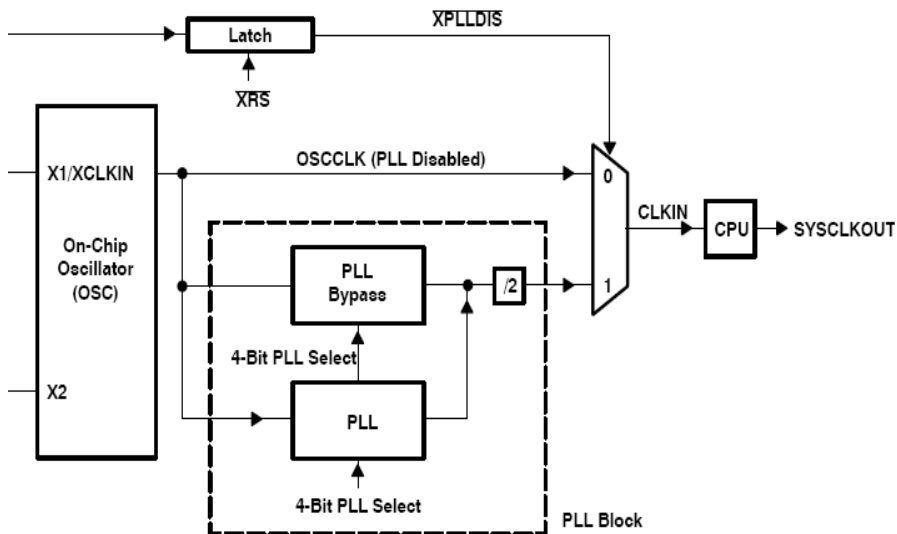 XPLLDIS
Latch
XRS
X1/XCLKIN
OSCCLK (PLL Disabled)
0
On-Chip
Oscillator
(OSC)
CLKIN
CPU
SYSCLKOUT
PLL
Bypass
/2
1
4-Bit PLL Select
X2
PLL
4-Bit PLL Select
PLL Block